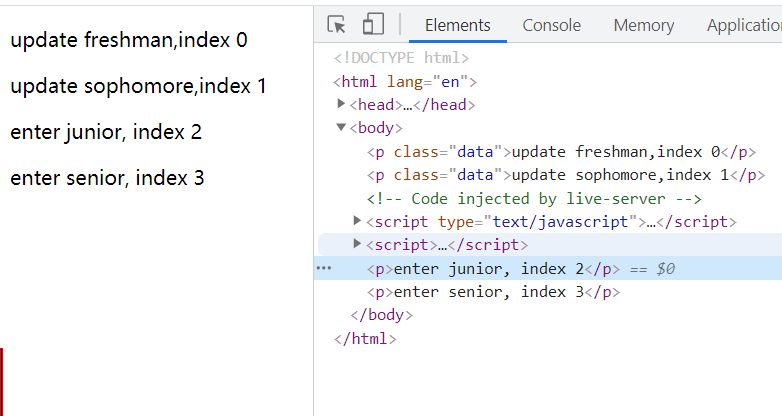 update freshman,index 0
update sophomore,index 1
enter junior, index 2
enter senior, index 3
Elements Console Memory Application
<!DOCTYPE html>
<html lang="en">
<head>…</head>
<body>
<p class="data">update freshman,index 0</p>
<p class="data">update sophomore,index 1</p>
<!-- Code injected by live-server -->
<script type="text/javascript">…</script>
<script>…</script>
<p>enter junior, index 2</p> == $0
<p>enter senior, index 3</p>
</body>
</html>